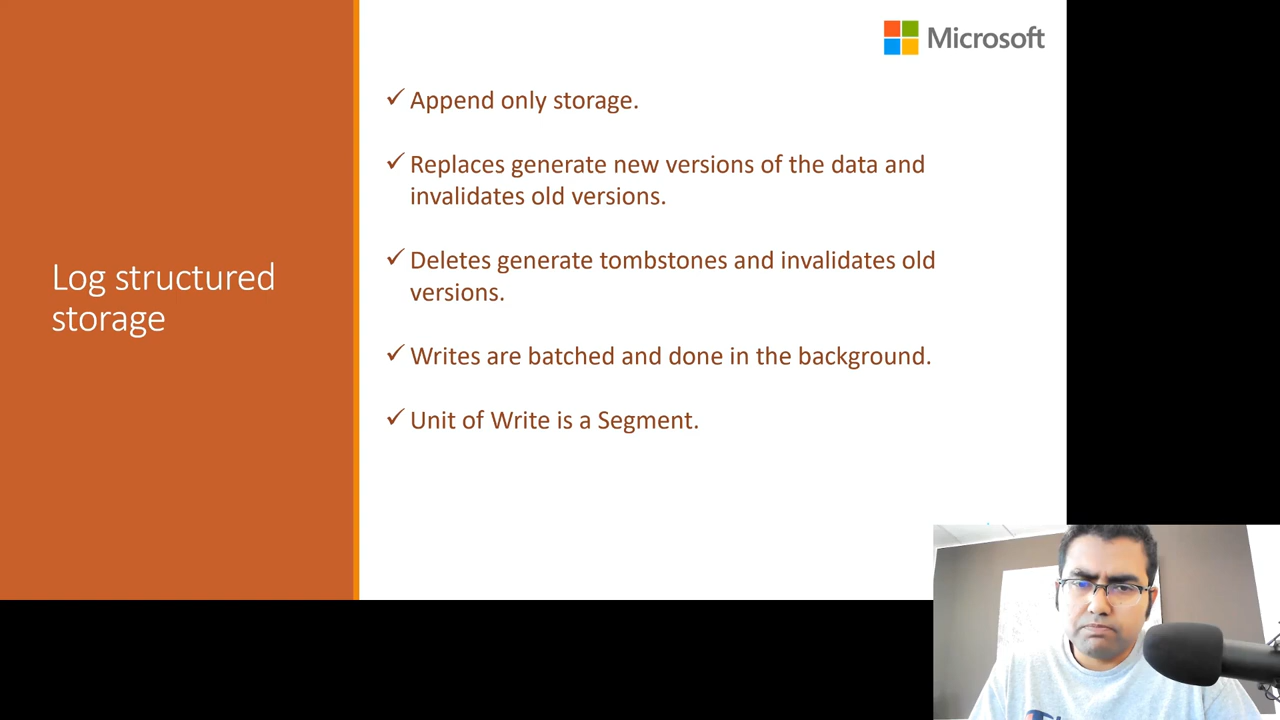 Microsoft
Log structured
storage
✓ Append only storage.
✓ Replaces generate new versions of the data and
invalidates old versions.
✓ Deletes generate tombstones and invalidates old
versions.
✓ Writes are batched and done in the background.
✓ Unit of Write is a Segment.